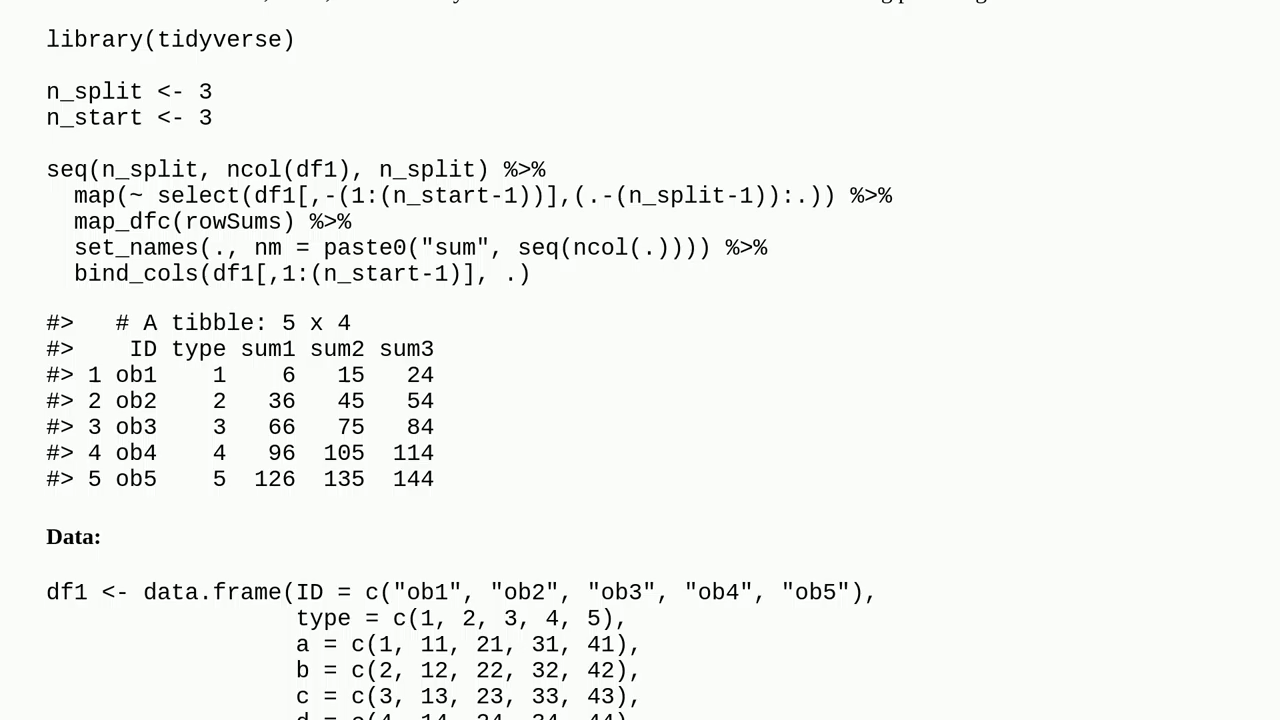 library(tidyverse)
n_split <- 3
n_start <- 3
seq(n_split, ncol(df1), n_split) %>%
  map(~ select(df1[,-(1:(n_start-1))],(.-(n_split-1)):.)) %>%
  map_dfc(rowSums) %>%
  set_names(., nm = paste0("sum", seq(ncol(.)))) %>%
  bind_cols(df1[,1:(n_start-1)], .)
#>   # A tibble: 5 x 4
#>    ID type sum1 sum2 sum3
#> 1 ob1    1    6   15   24
#> 2 ob2    2   36   45   54
#> 3 ob3    3   66   75   84
#> 4 ob4    4   96  105  114
#> 5 ob5    5  126  135  144
Data:
df1 <- data.frame(ID = c("ob1", "ob2", "ob3", "ob4", "ob5"),
                  type = c(1, 2, 3, 4, 5),
                  a = c(1, 11, 21, 31, 41),
                  b = c(2, 12, 22, 32, 42),
                  c = c(3, 13, 23, 33, 43),
                  d = c(4, 14, 24, 34, 44)